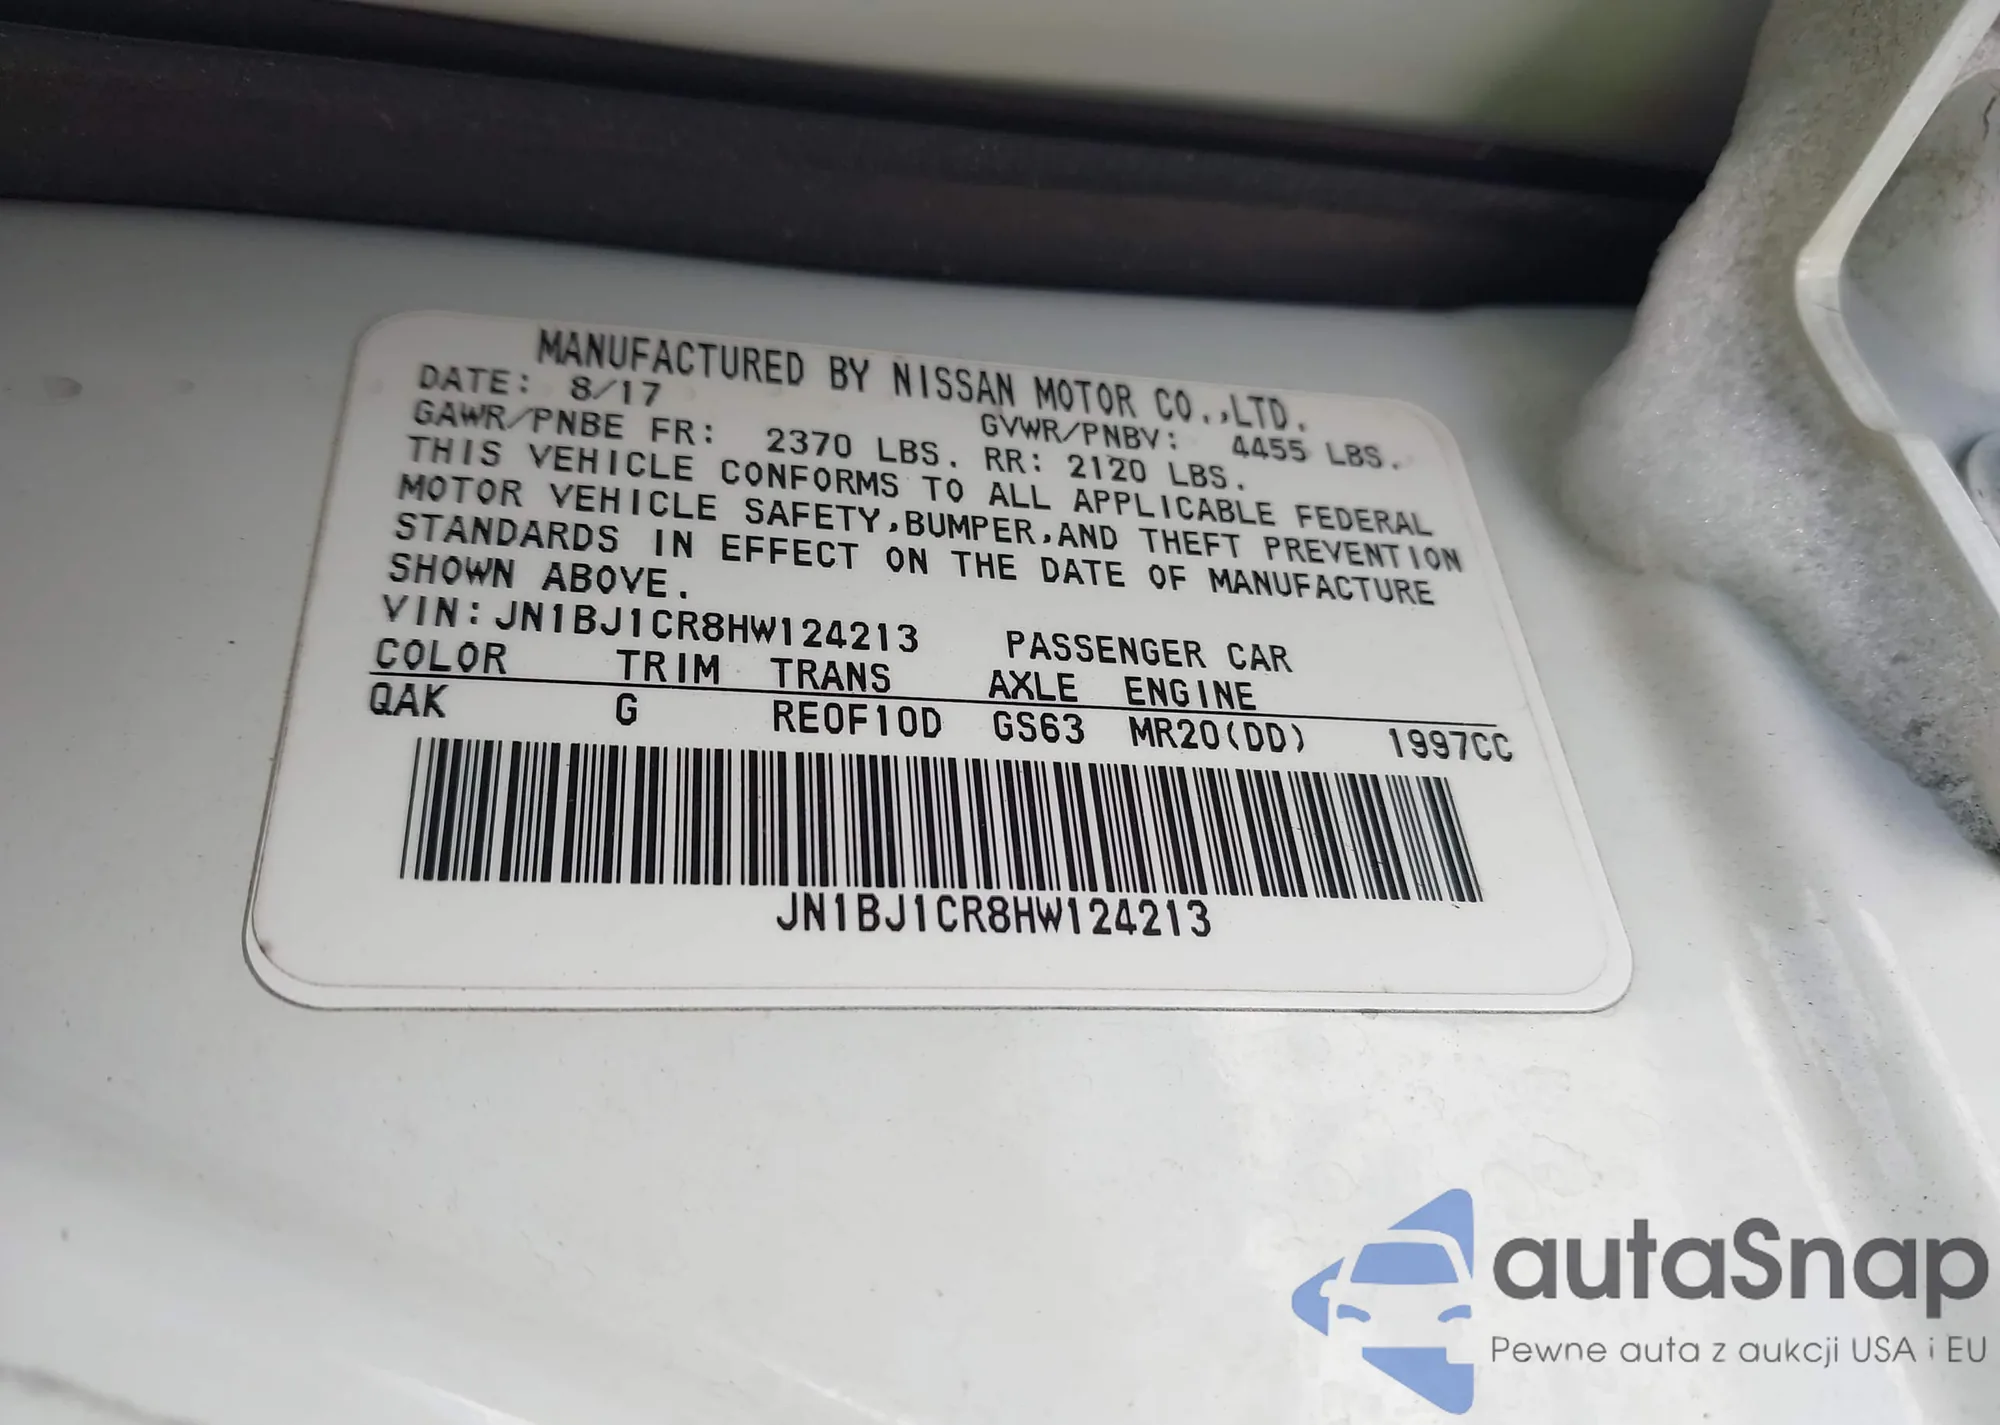 MANUFACTURED BY NISSAN MOTOR CO.,LTD.
DATE: 8/17 GVWR/PNBV: 4455 LBS.
GAWR/PNBE FR: 2370 LBS. RR: 2120 LBS.
THIS VEHICLE CONFORMS TO ALL APPLICABLE FEDERAL
MOTOR VEHICLE SAFETY,BUMPER,AND THEFT PREVENTION
STANDARDS IN EFFECT ON THE DATE OF MANUFACTURE
SHOWN ABOVE.
VIN:JN1BJ1CR8HW124213 PASSENGER CAR
COLOR TRIM TRANS AXLE ENGINE
QAK G RE0F10D GS63 MR20(DD) 1997CC
JN1BJ1CR8HW124213
autaSnap
Pewne auta z aukcji USA i EU